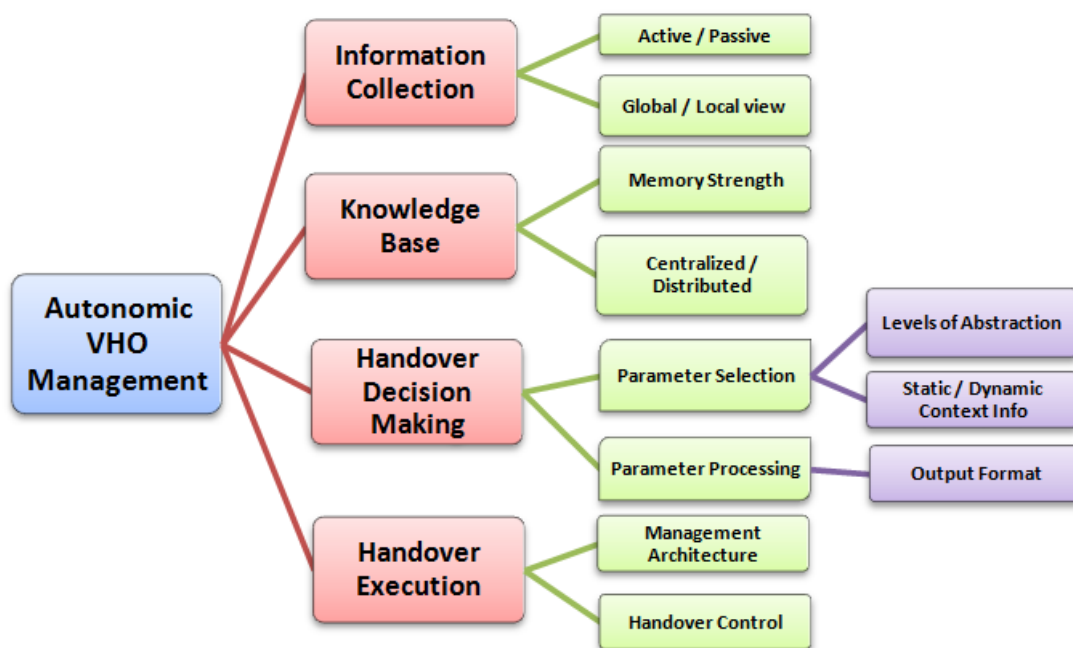 Autonomic
VHO
Management
Information
Collection
Active / Passive
Global / Local view
Knowledge
Base
Memory Strength
Centralized /
Distributed
Handover
Decision
Making
Parameter Selection
Levels of Abstraction
Static / Dynamic
Context Info
Parameter Processing
Output Format
Handover
Execution
Management
Architecture
Handover Control